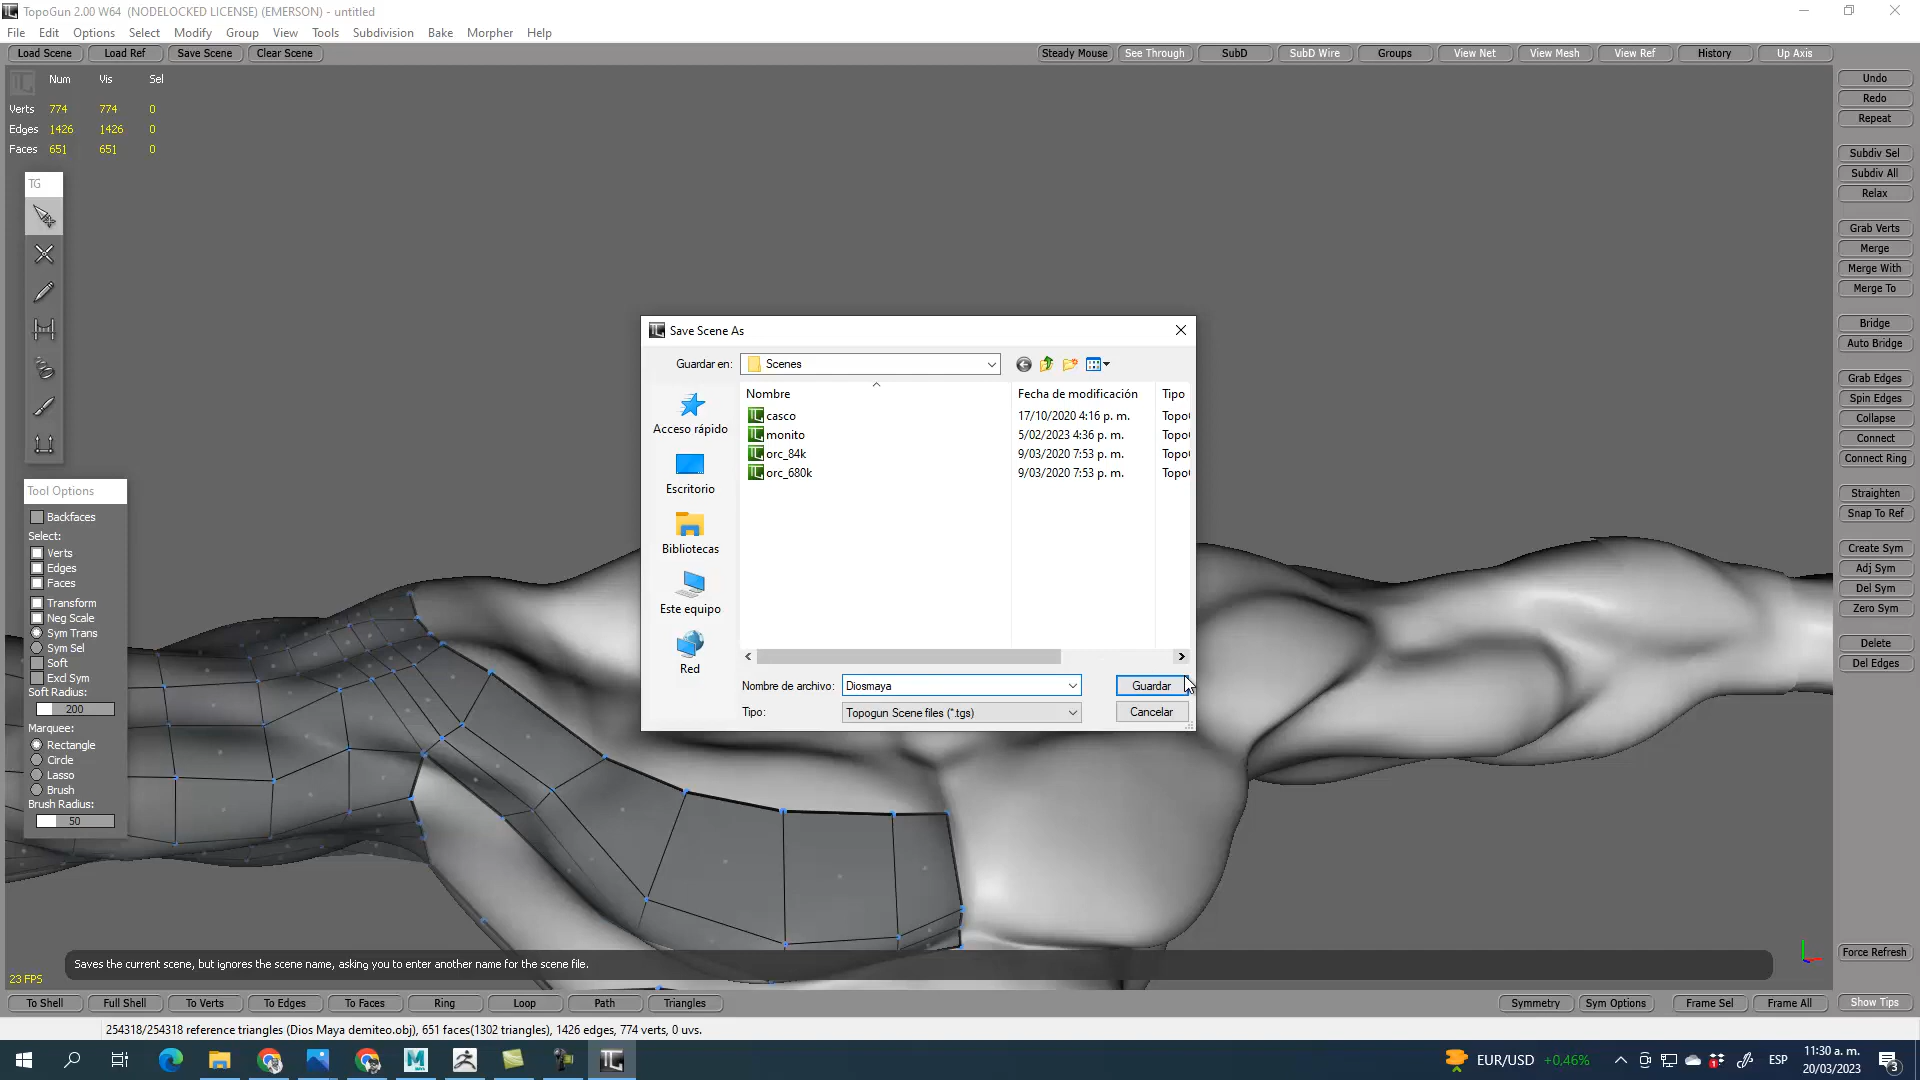 TopoGun 2.00 W64 (NODELOCKED LICENSE) (EMERSON) - untitled
File Edit Options Select Modify Group View Tools Subdivision Bake Morpher Help
Load Scene Load Ref Save Scene Clear Scene Steady Mouse See Through SubD SubD Wire Groups View Net View Mesh View Ref History Up Axis
Num Vis Sel
Verts 774 774 0
Edges 1426 1426 0
Faces 651 651 0
TG
Tool Options
Backfaces
Select:
Verts
Edges
Faces
Transform
Neg Scale
Sym Trans
Sym Sel
Soft
Excl Sym
Soft Radius:
200
Marquee:
Rectangle
Circle
Lasso
Brush
Brush Radius:
50
23 FPS
Save Scene As
Guardar en: Scenes
Acceso rápido
Escritorio
Bibliotecas
Este equipo
Red
Nombre Fecha de modificación Tipo
casco 17/10/2020 4:16 p. m. Topo
monito 5/02/2023 4:36 p. m. Topo
orc_84k 9/03/2020 7:53 p. m. Topo
orc_680k 9/03/2020 7:53 p. m. Topo
Nombre de archivo: Diosmaya Guardar
Tipo: Topogun Scene files (*.tgs) Cancelar
Undo
Redo
Repeat
Subdiv Sel
Subdiv All
Relax
Grab Verts
Merge
Merge With
Merge To
Bridge
Auto Bridge
Grab Edges
Spin Edges
Collapse
Connect
Connect Ring
Straighten
Snap To Ref
Create Sym
Adj Sym
Del Sym
Zero Sym
Delete
Del Edges
Force Refresh
Show Tips
Saves the current scene, but ignores the scene name, asking you to enter another name for the scene file.
To Shell Full Shell To Verts To Edges To Faces Ring Loop Path Triangles Symmetry Sym Options Frame Sel Frame All
254318/254318 reference triangles (Dios Maya demiteo.obj), 651 faces(1302 triangles), 1426 edges, 774 verts, 0 uvs.
EUR/USD +0,46% ESP 11:30 a. m.
20/03/2023
3